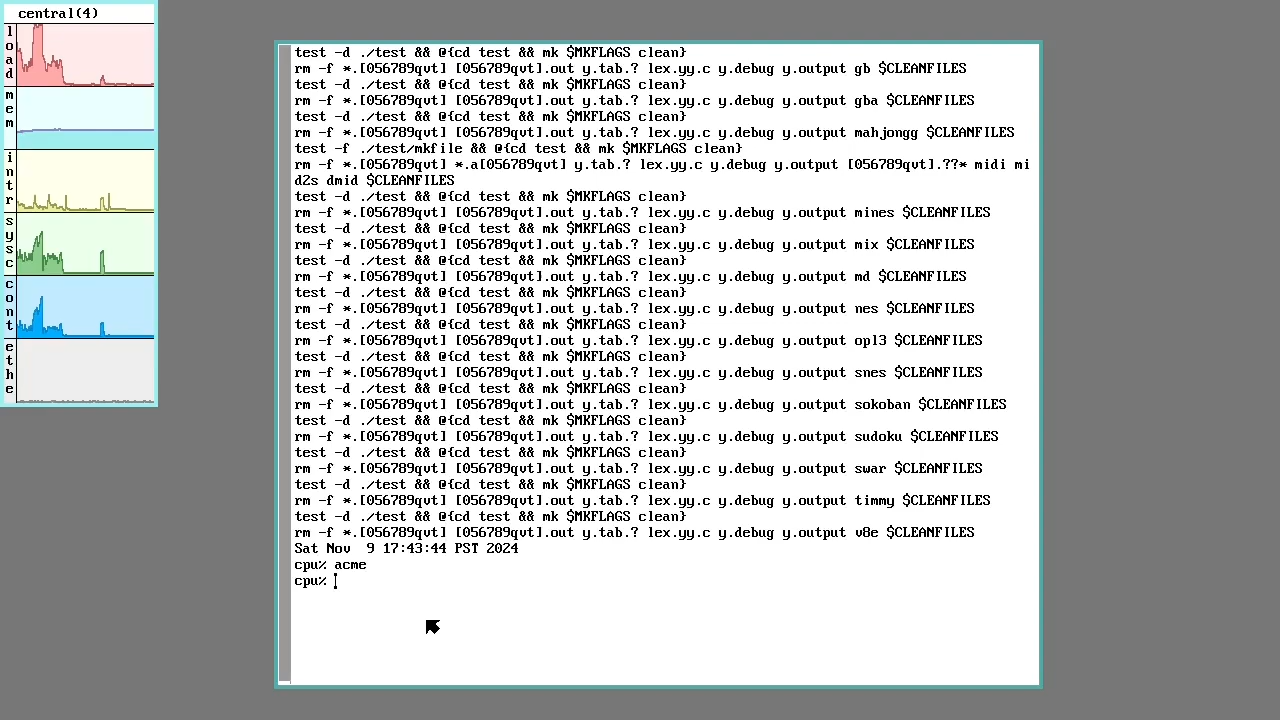 central(4)
load
mem
intr
sysc
cont
ethe
test -d ./test && @{cd test && mk $MKFLAGS clean}
rm -f *.[056789qvt] [056789qvt].out y.tab.? lex.yy.c y.debug y.output gb $CLEANFILES
test -d ./test && @{cd test && mk $MKFLAGS clean}
rm -f *.[056789qvt] [056789qvt].out y.tab.? lex.yy.c y.debug y.output gba $CLEANFILES
test -d ./test && @{cd test && mk $MKFLAGS clean}
rm -f *.[056789qvt] [056789qvt].out y.tab.? lex.yy.c y.debug y.output mahjongg $CLEANFILES
test -f ./test/mkfile && @{cd test && mk $MKFLAGS clean}
rm -f *.[056789qvt] *.a[056789qvt] y.tab.? lex.yy.c y.debug y.output [056789qvt].??* midi mi
d2s dmid $CLEANFILES
test -d ./test && @{cd test && mk $MKFLAGS clean}
rm -f *.[056789qvt] [056789qvt].out y.tab.? lex.yy.c y.debug y.output mines $CLEANFILES
test -d ./test && @{cd test && mk $MKFLAGS clean}
rm -f *.[056789qvt] [056789qvt].out y.tab.? lex.yy.c y.debug y.output mix $CLEANFILES
test -d ./test && @{cd test && mk $MKFLAGS clean}
rm -f *.[056789qvt] [056789qvt].out y.tab.? lex.yy.c y.debug y.output md $CLEANFILES
test -d ./test && @{cd test && mk $MKFLAGS clean}
rm -f *.[056789qvt] [056789qvt].out y.tab.? lex.yy.c y.debug y.output nes $CLEANFILES
test -d ./test && @{cd test && mk $MKFLAGS clean}
rm -f *.[056789qvt] [056789qvt].out y.tab.? lex.yy.c y.debug y.output opl3 $CLEANFILES
test -d ./test && @{cd test && mk $MKFLAGS clean}
rm -f *.[056789qvt] [056789qvt].out y.tab.? lex.yy.c y.debug y.output snes $CLEANFILES
test -d ./test && @{cd test && mk $MKFLAGS clean}
rm -f *.[056789qvt] [056789qvt].out y.tab.? lex.yy.c y.debug y.output sokoban $CLEANFILES
test -d ./test && @{cd test && mk $MKFLAGS clean}
rm -f *.[056789qvt] [056789qvt].out y.tab.? lex.yy.c y.debug y.output sudoku $CLEANFILES
test -d ./test && @{cd test && mk $MKFLAGS clean}
rm -f *.[056789qvt] [056789qvt].out y.tab.? lex.yy.c y.debug y.output swar $CLEANFILES
test -d ./test && @{cd test && mk $MKFLAGS clean}
rm -f *.[056789qvt] [056789qvt].out y.tab.? lex.yy.c y.debug y.output timmy $CLEANFILES
test -d ./test && @{cd test && mk $MKFLAGS clean}
rm -f *.[056789qvt] [056789qvt].out y.tab.? lex.yy.c y.debug y.output v8e $CLEANFILES
Sat Nov  9 17:43:44 PST 2024
cpu% acme
cpu%